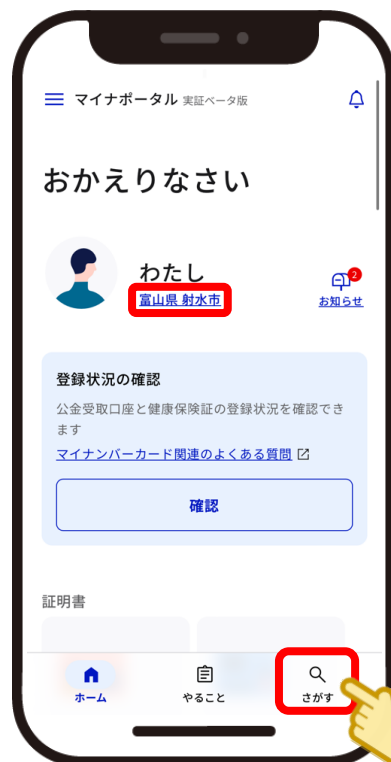 マイナポータル 実証ベータ版
おかえりなさい
わたし
富山県 射水市
2
お知らせ
登録状況の確認
公金受取口座と健康保険証の登録状況を確認でき
ます
マイナンバーカード関連のよくある質問
確認
証明書
ホーム
やること
さがす